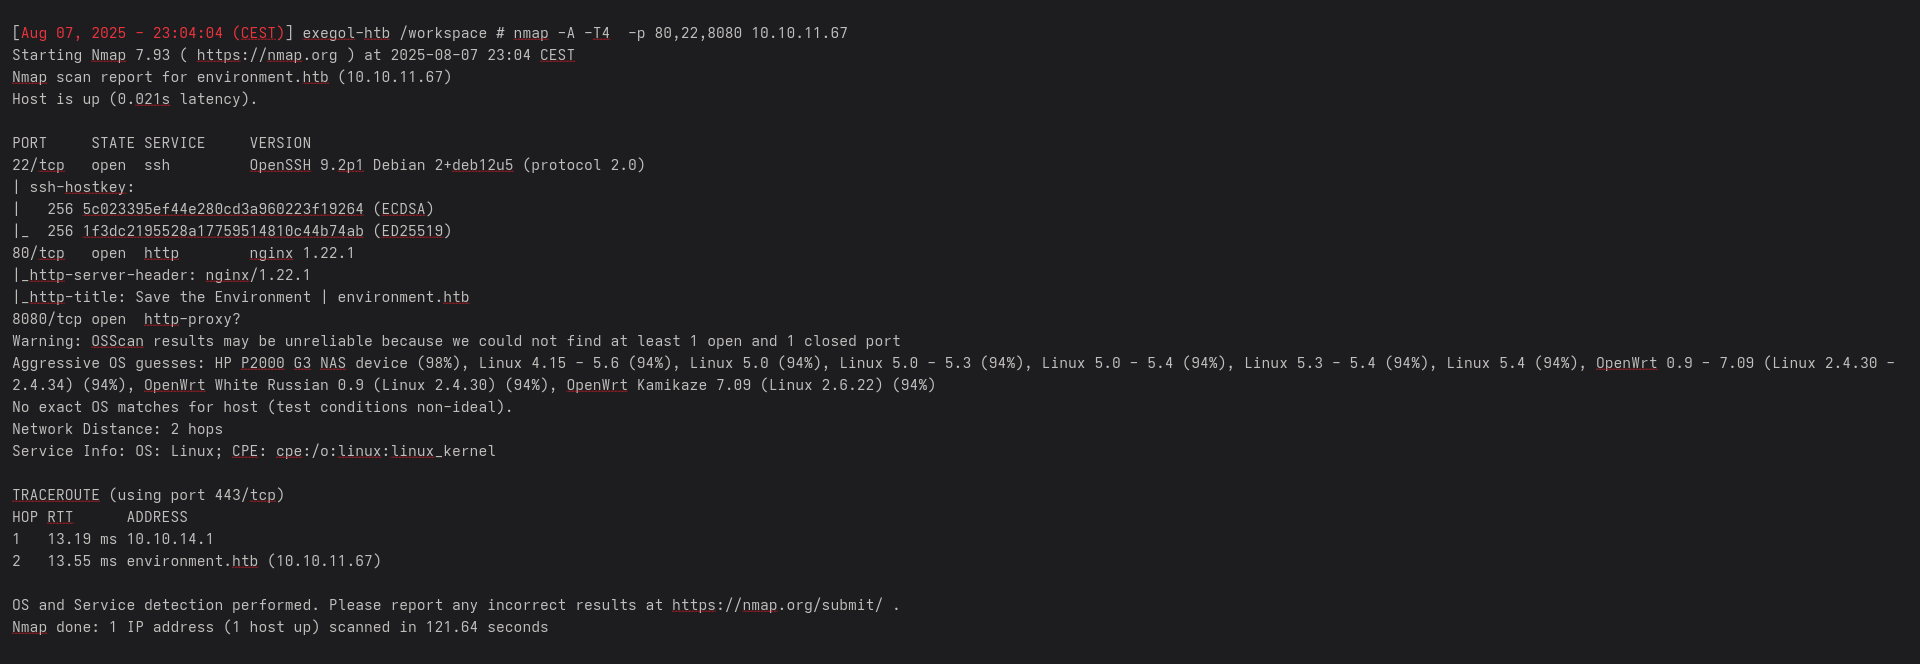 [Aug 07, 2025 - 23:04:04 (CEST)] exegol-htb /workspace # nmap -A -T4  -p 80,22,8080 10.10.11.67
Starting Nmap 7.93 ( https://nmap.org ) at 2025-08-07 23:04 CEST
Nmap scan report for environment.htb (10.10.11.67)
Host is up (0.021s latency).

PORT     STATE SERVICE     VERSION
22/tcp   open  ssh         OpenSSH 9.2p1 Debian 2+deb12u5 (protocol 2.0)
| ssh-hostkey:
|   256 5c023395ef44e280cd3a960223f19264 (ECDSA)
|_  256 1f3dc2195528a17759514810c44b74ab (ED25519)
80/tcp   open  http        nginx 1.22.1
|_http-server-header: nginx/1.22.1
|_http-title: Save the Environment | environment.htb
8080/tcp open  http-proxy?
Warning: OSScan results may be unreliable because we could not find at least 1 open and 1 closed port
Aggressive OS guesses: HP P2000 G3 NAS device (98%), Linux 4.15 - 5.6 (94%), Linux 5.0 (94%), Linux 5.0 - 5.3 (94%), Linux 5.0 - 5.4 (94%), Linux 5.3 - 5.4 (94%), Linux 5.4 (94%), OpenWrt 0.9 - 7.09 (Linux 2.4.30 -
2.4.34) (94%), OpenWrt White Russian 0.9 (Linux 2.4.30) (94%), OpenWrt Kamikaze 7.09 (Linux 2.6.22) (94%)
No exact OS matches for host (test conditions non-ideal).
Network Distance: 2 hops
Service Info: OS: Linux; CPE: cpe:/o:linux:linux_kernel

TRACEROUTE (using port 443/tcp)
HOP RTT      ADDRESS
1   13.19 ms 10.10.14.1
2   13.55 ms environment.htb (10.10.11.67)

OS and Service detection performed. Please report any incorrect results at https://nmap.org/submit/ .
Nmap done: 1 IP address (1 host up) scanned in 121.64 seconds